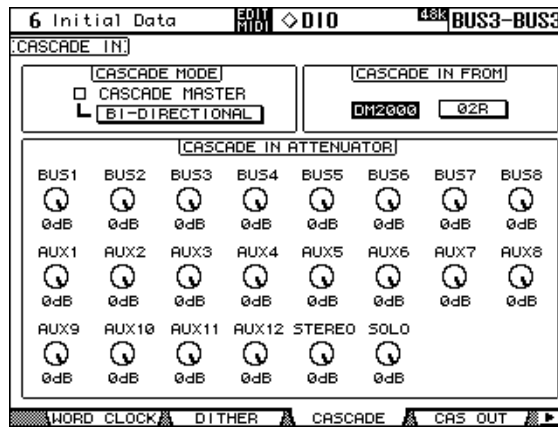 6 Initial Data EDIT MIDI ◇DIO 48K BUS3-BUS3
CASCADE IN
CASCADE MODE CASCADE IN FROM
CASCADE MASTER
BI-DIRECTIONAL DM2000 02R
CASCADE IN ATTENUATOR
BUS1 BUS2 BUS3 BUS4 BUS5 BUS6 BUS7 BUS8
0dB 0dB 0dB 0dB 0dB 0dB 0dB 0dB
AUX1 AUX2 AUX3 AUX4 AUX5 AUX6 AUX7 AUX8
0dB 0dB 0dB 0dB 0dB 0dB 0dB 0dB
AUX9 AUX10 AUX11 AUX12 STEREO SOLO
0dB 0dB 0dB 0dB 0dB 0dB
WORD CLOCK DITHER CASCADE CAS OUT